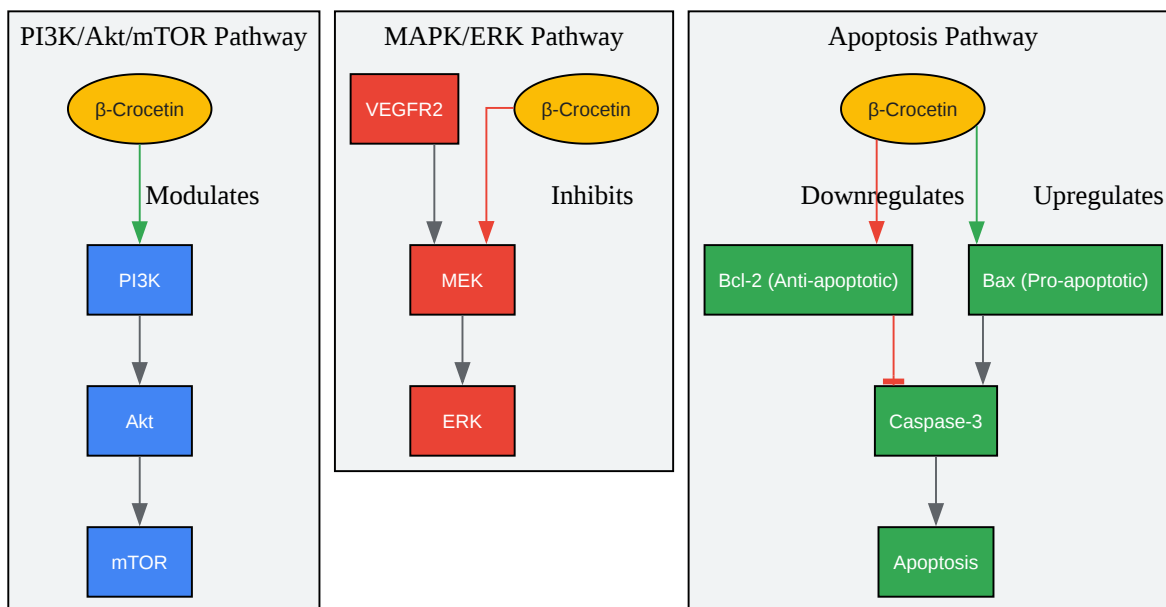 PI3K/Akt/mTOR Pathway
β-Crocetin
Modulates
PI3K
Akt
mTOR
MAPK/ERK Pathway
VEGFR2
β-Crocetin
Inhibits
MEK
ERK
Apoptosis Pathway
β-Crocetin
Downregulates
Upregulates
Bcl-2 (Anti-apoptotic)
Bax (Pro-apoptotic)
Caspase-3
Apoptosis